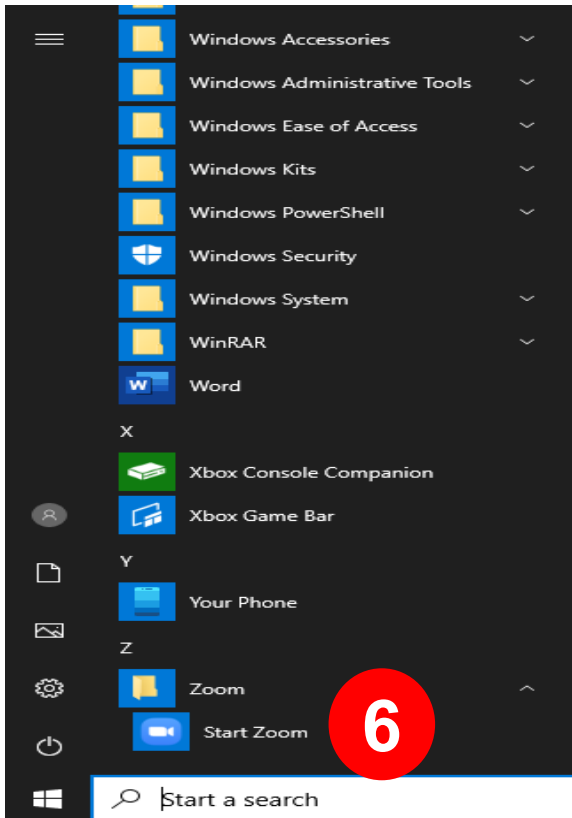 Windows Accessories
Windows Administrative Tools
Windows Ease of Access
Windows Kits
Windows PowerShell
Windows Security
Windows System
WinRAR
W Word
X
Xbox Console Companion
Xbox Game Bar
Y
Your Phone
Z
Zoom
Start Zoom
6
Start a search